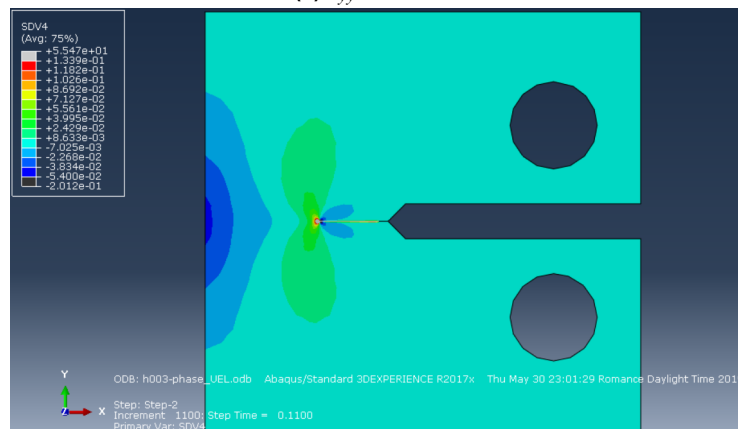 SDV4
(Avg: 75%)
+5.547e+01
+1.339e-01
+1.182e-01
+1.026e-01
+8.692e-02
+7.127e-02
+5.561e-02
+3.995e-02
+2.429e-02
+8.633e-03
-7.025e-03
-2.268e-02
-3.834e-02
-5.400e-02
-2.012e-01
Y
Z X
ODB: h003-phase_UEL.odb Abaqus/Standard 3DEXPERIENCE R2017x Thu May 30 23:01:29 Romance Daylight Time 201
Step: Step-2
Increment 1100: Step Time = 0.1100
Primary Var: SDV4